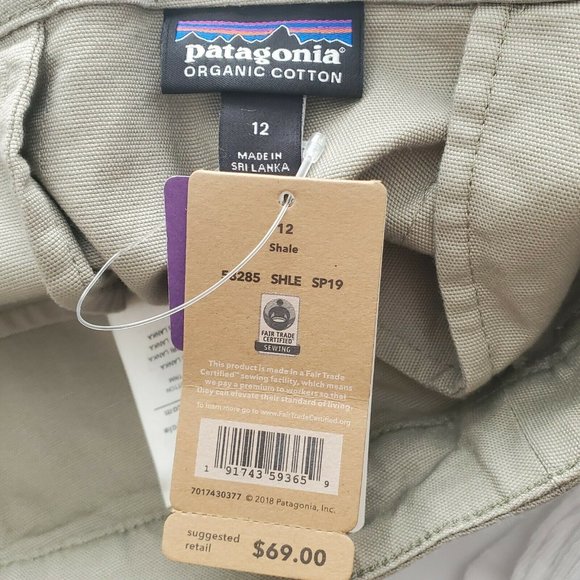 patagonia®
ORGANIC COTTON
12
MADE IN
SRI LANKA
12
Shale
58285 SHLE SP19
FAIR TRADE
CERTIFIED
SEWING
This product is made in a Fair Trade
Certified™ sewing facility, which means
we pay a premium to workers so that
they can elevate their standard of living.
To learn more go to www.FairTradeCertified.org
1 91743 59365 9
7017430377 © 2018 Patagonia, Inc.
suggested
retail
$69.00